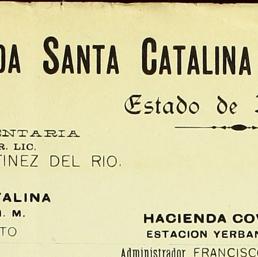 DA SANTA CATALINA
Estado de
ENTARIA
R. LIC.
TINEZ DEL RIO.
ATALINA
N. M.
TO
HACIENDA COV
ESTACION YERBAN
Administrador FRANCISCO